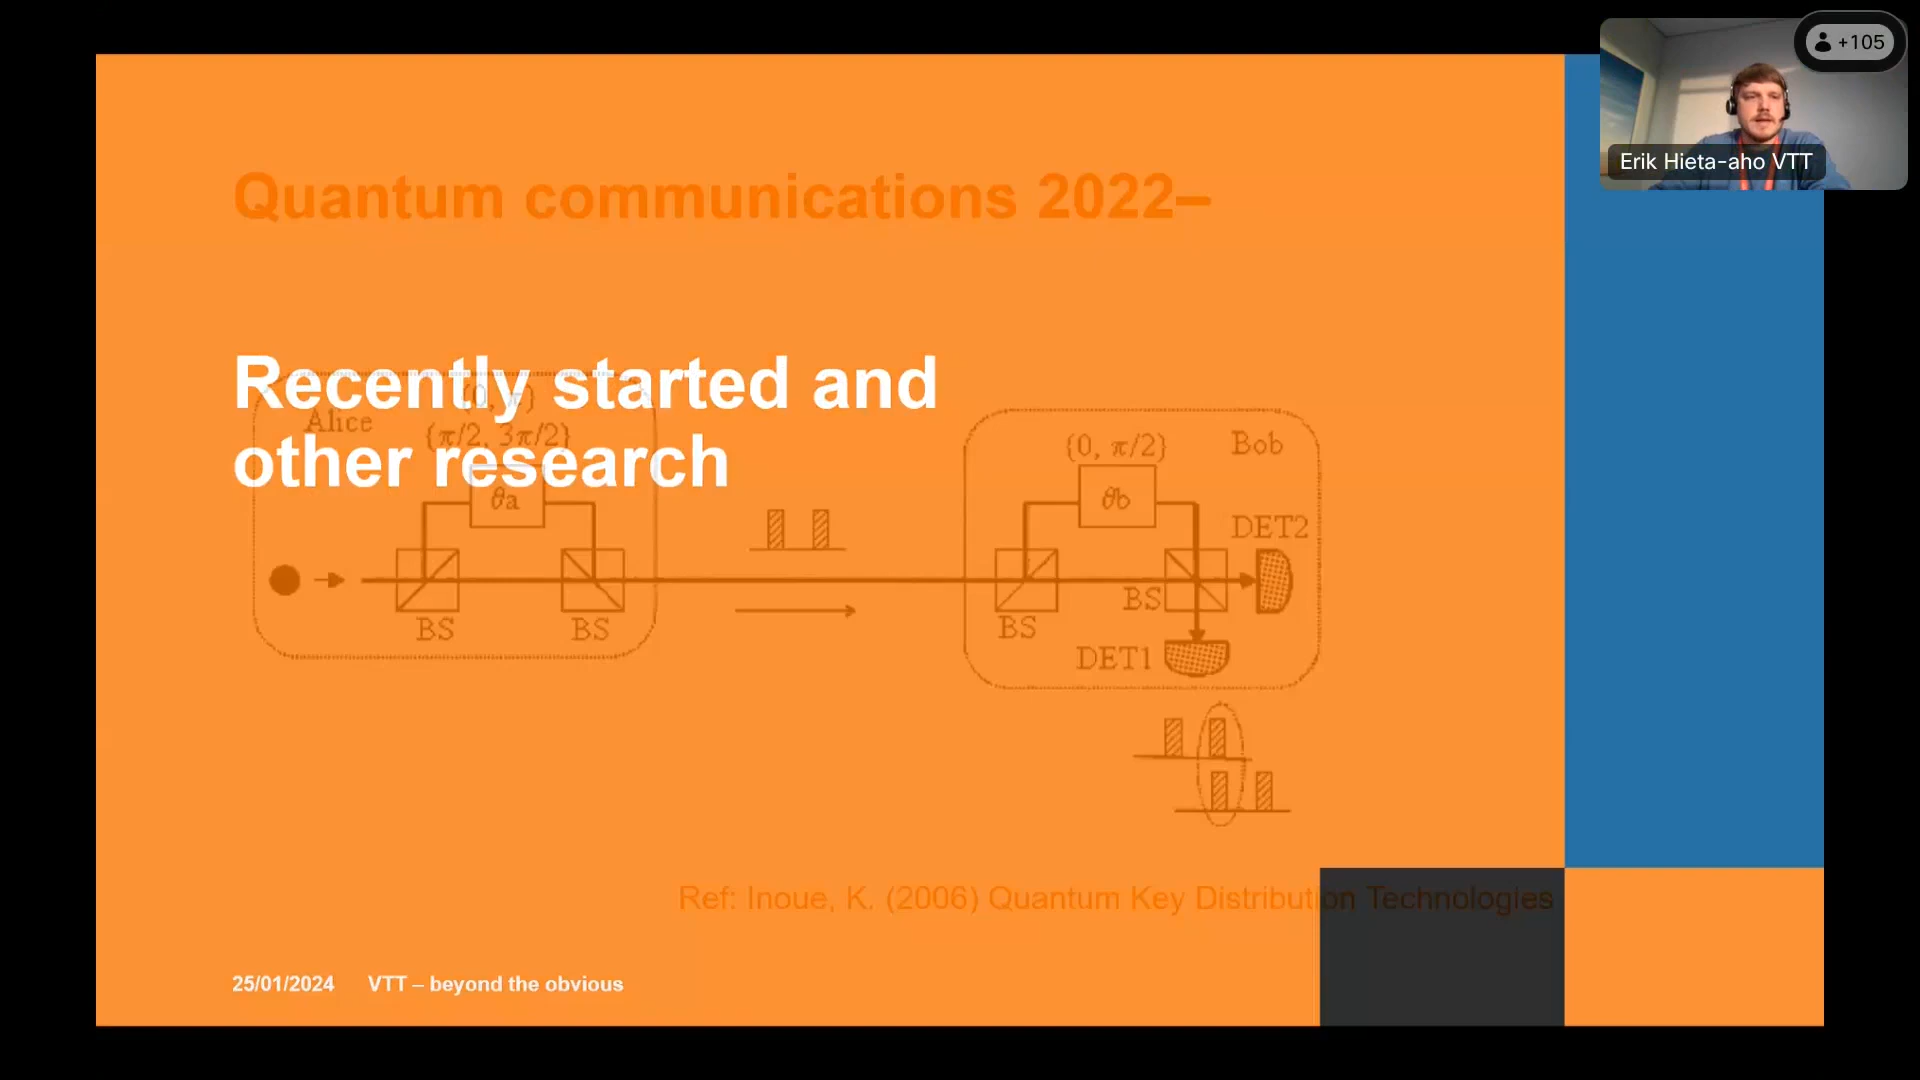 +105
Erik Hieta-aho VTT
Quantum communications 2022–
Recently started and
other research
Alice
{0, π}
{π/2, 3π/2}
θa
BS
BS
{0, π/2}
Bob
θb
DET2
BS
BS
DET1
Ref: Inoue, K. (2006) Quantum Key Distribution Technologies
25/01/2024 VTT – beyond the obvious